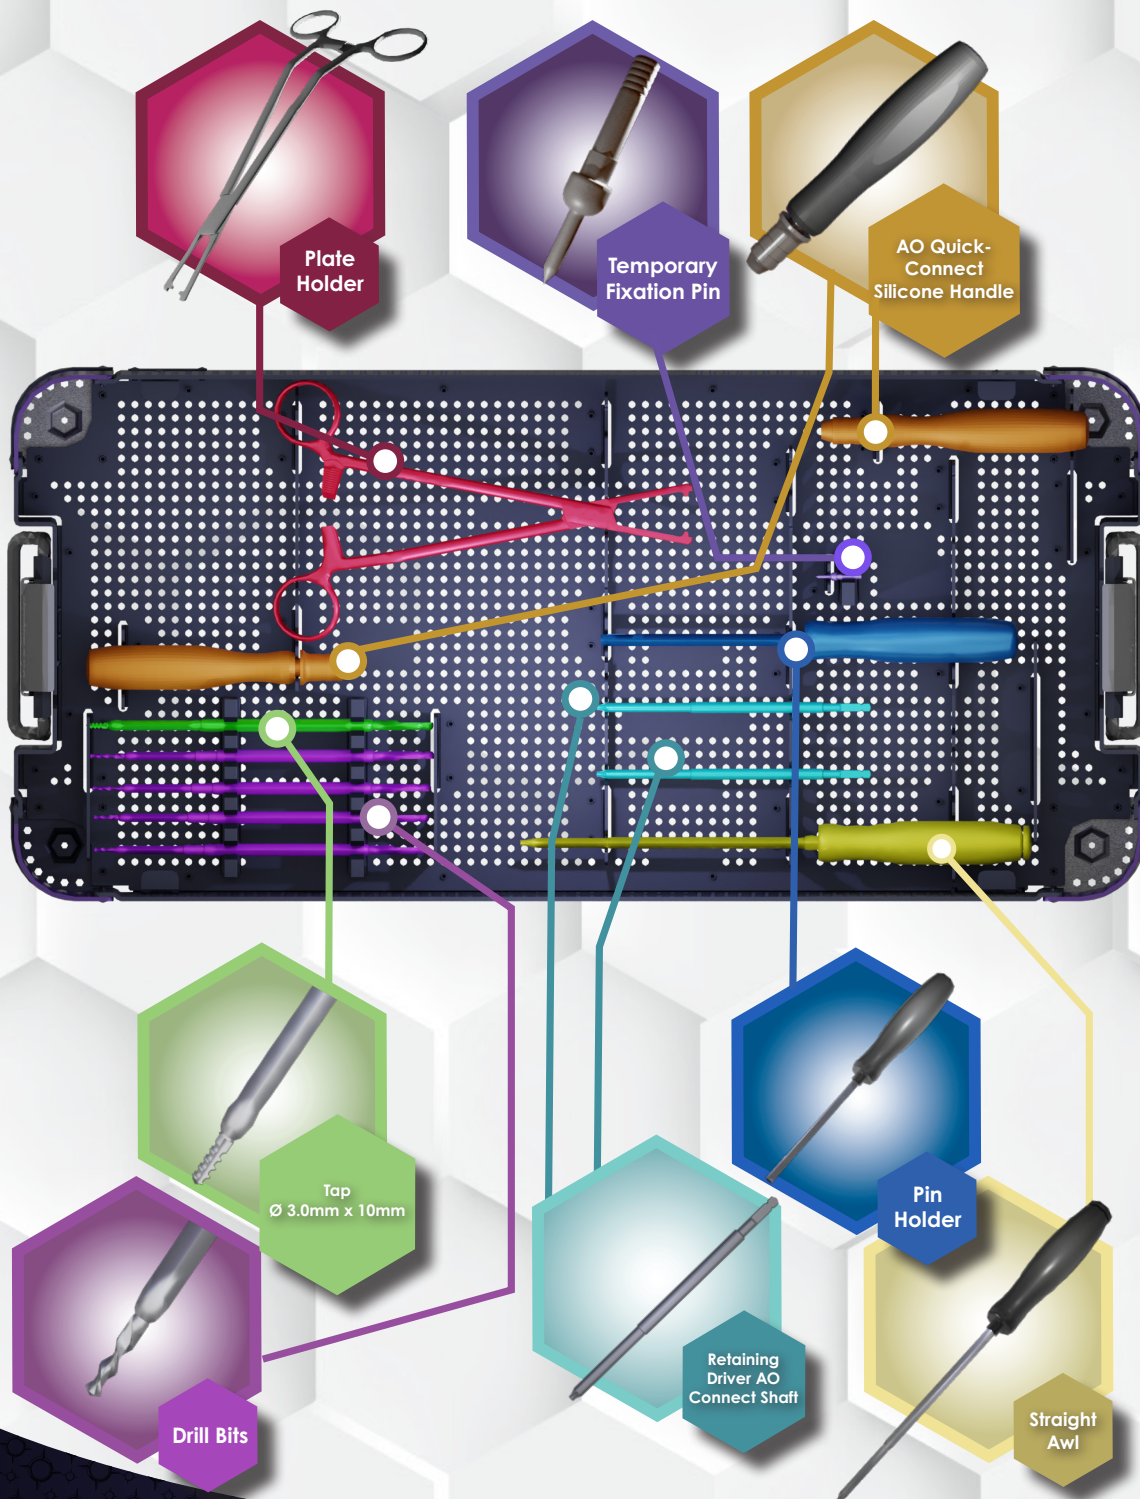 Plate
Holder
Temporary
Fixation Pin
AO Quick-
Connect
Silicone Handle
Tap
Ø 3.0mm x 10mm
Drill Bits
Retaining
Driver AO
Connect Shaft
Pin
Holder
Straight
Awl